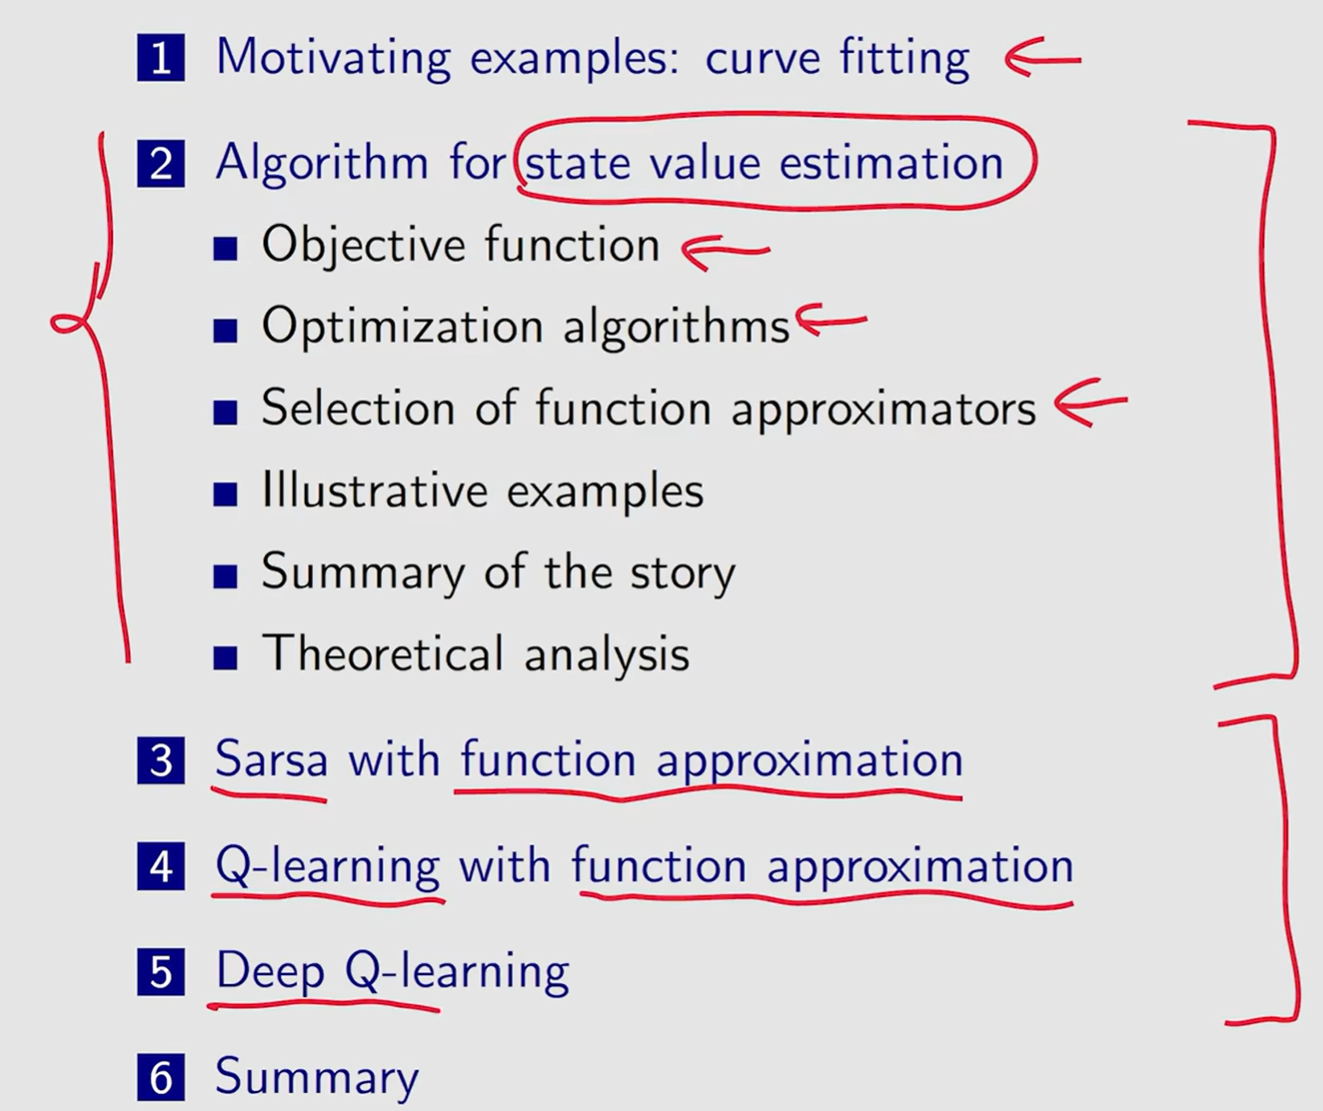 1 Motivating examples: curve fitting
2 Algorithm for state value estimation
Objective function
Optimization algorithms
Selection of function approximators
Illustrative examples
Summary of the story
Theoretical analysis
3 Sarsa with function approximation
4 Q-learning with function approximation
5 Deep Q-learning
6 Summary